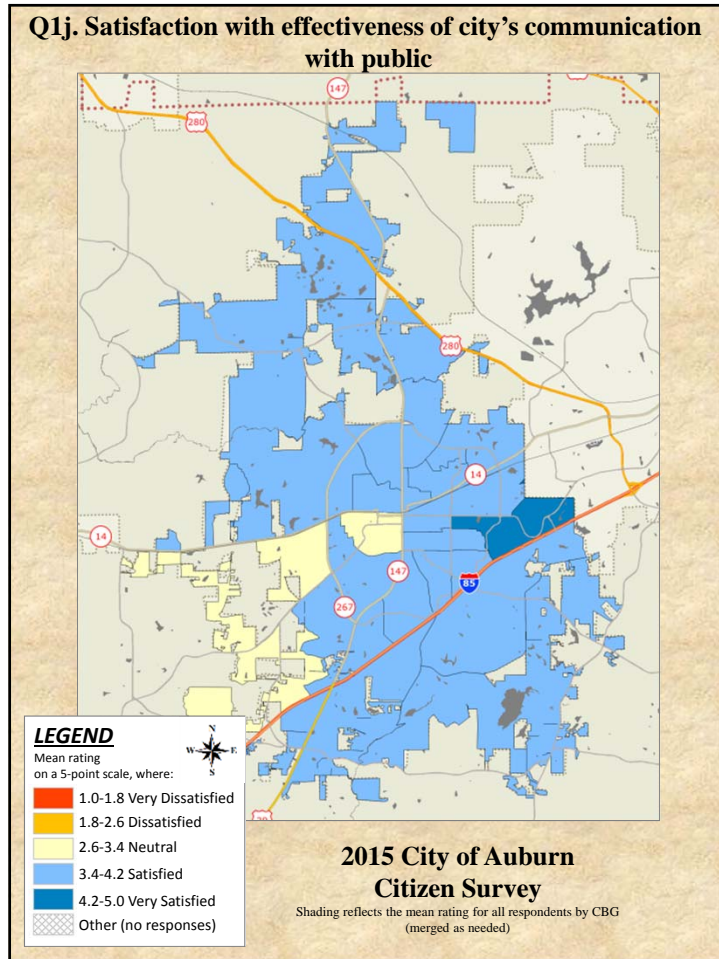 Q1j. Satisfaction with effectiveness of city's communication
with public
147
280
280
14
14
147
85
267
LEGEND
Mean rating
on a 5-point scale, where:
N
W E
S
1.0-1.8 Very Dissatisfied
1.8-2.6 Dissatisfied
2.6-3.4 Neutral
3.4-4.2 Satisfied
4.2-5.0 Very Satisfied
Other (no responses)
2015 City of Auburn
Citizen Survey
Shading reflects the mean rating for all respondents by CBG
(merged as needed)